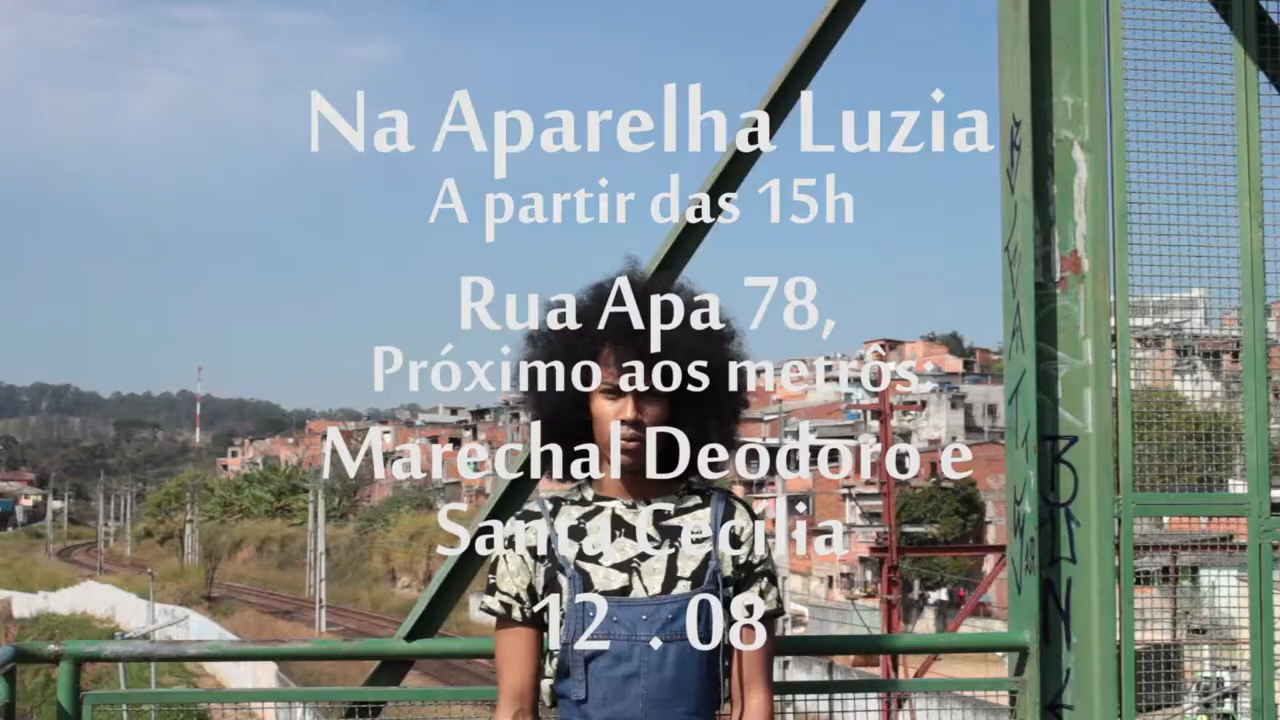 Na Aparelha Luzia
A partir das 15h
Rua Apa 78,
Próximo aos metrôs:
Marechal Deodoro e
Santa Cecília
12 . 08